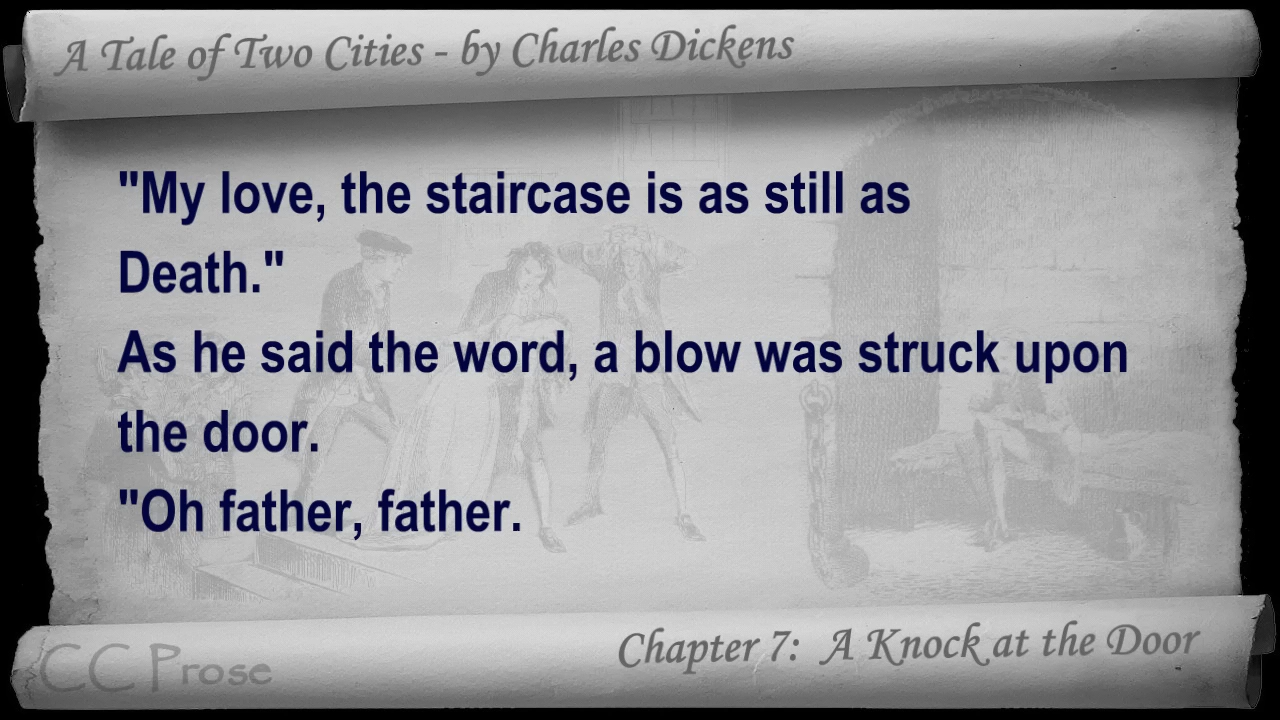 A Tale of Two Cities - by Charles Dickens
"My love, the staircase is as still as
Death."
As he said the word, a blow was struck upon
the door.
"Oh father, father.
Chapter 7: A Knock at the Door
CC Prose